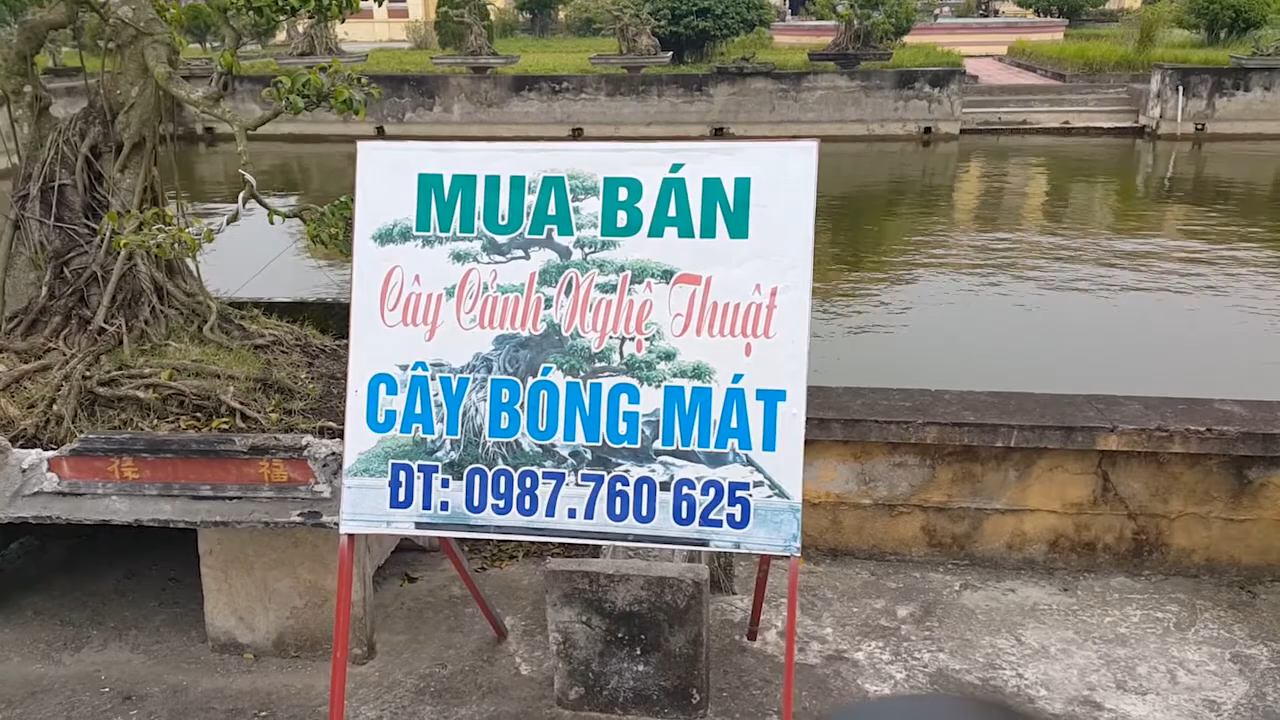 MUA BÁN
Cây Cảnh Nghệ Thuật
CÂY BÓNG MÁT
ĐT: 0987.760 625